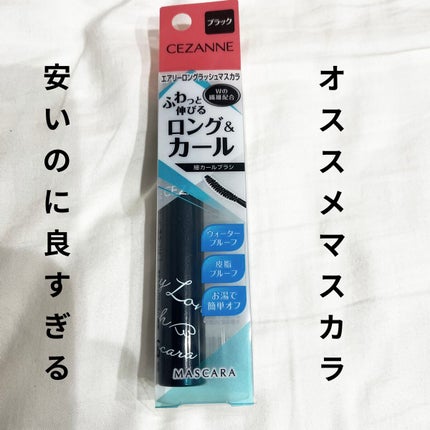 オススメマスカラ
安いのに良すぎる
ブラック
CEZANNE
エアリーロングラッシュマスカラ
Wの
繊維配合
ふわっと
伸びる
ロング&
カール
細カールブラシ
ウォーター
プルーフ
皮脂
プルーフ
お湯で
簡単オフ
MASCARA